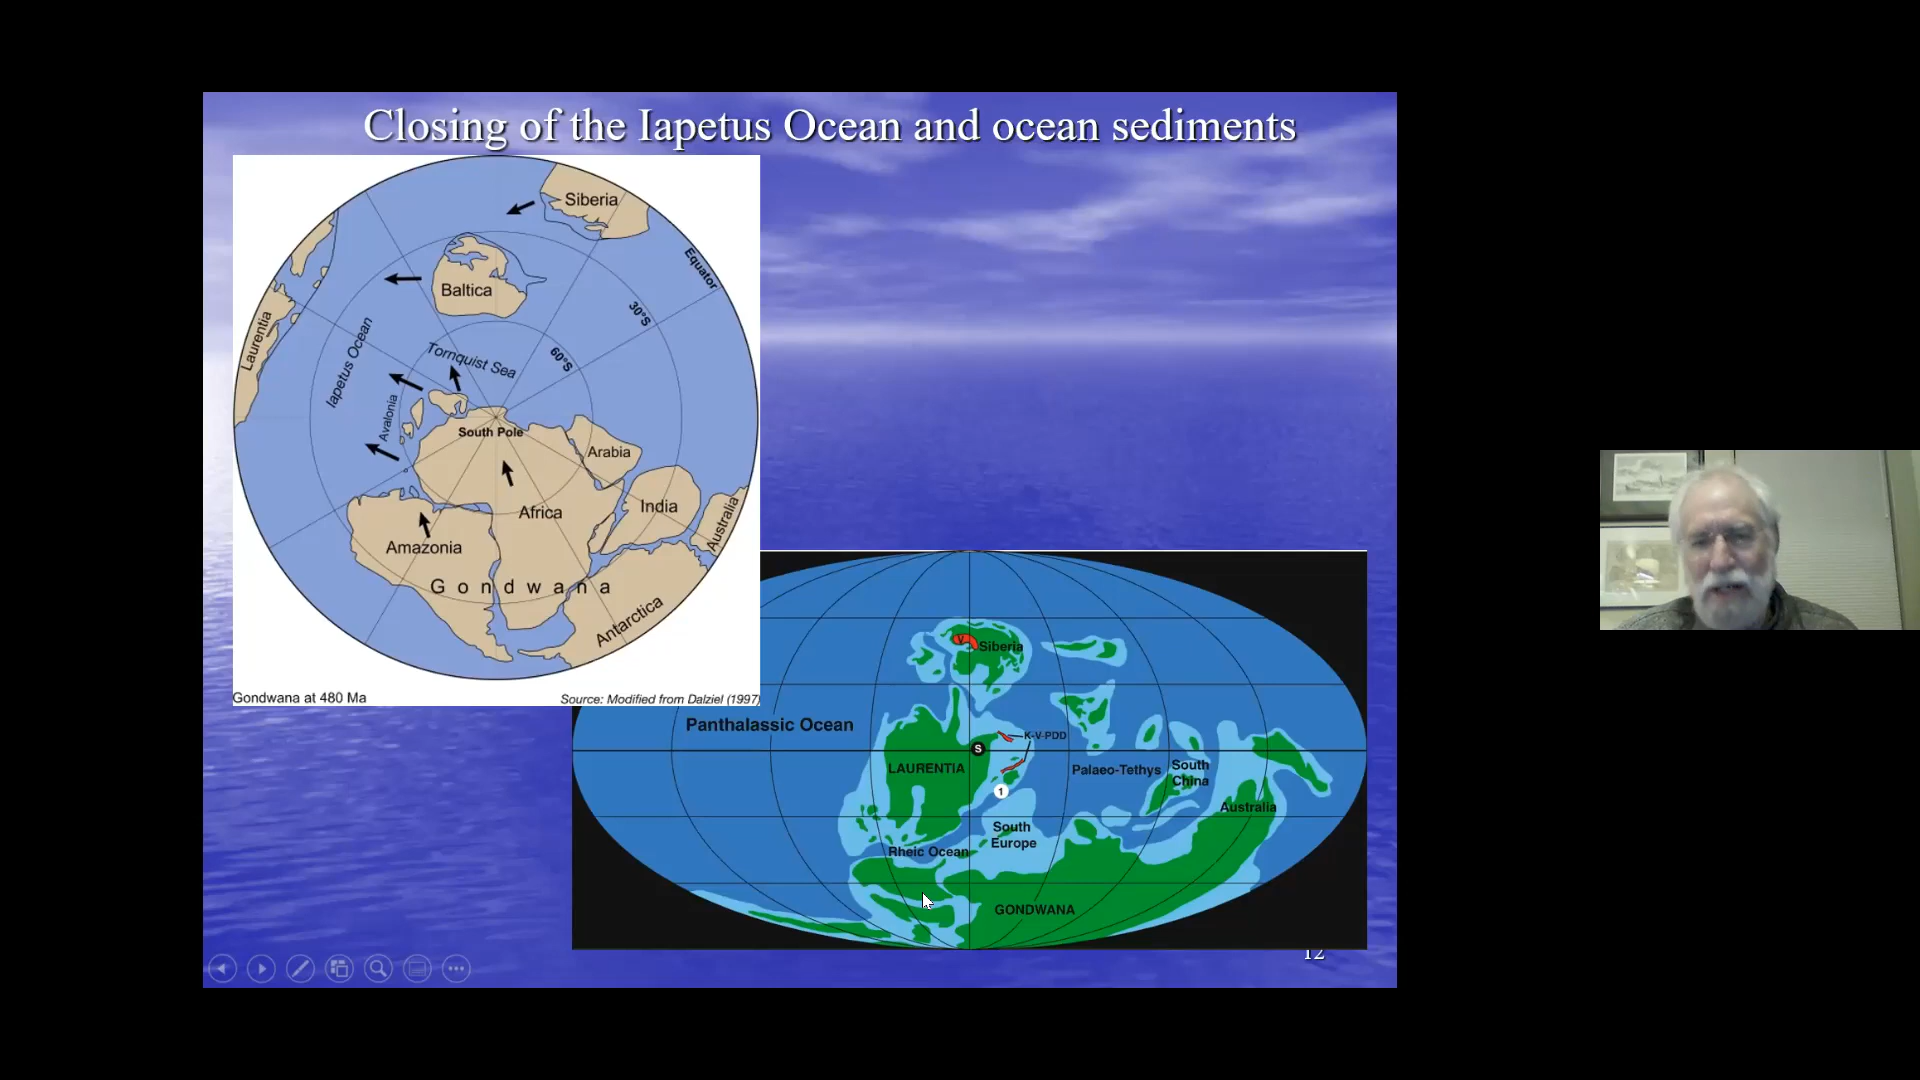 Closing of the Iapetus Ocean and ocean sediments
Siberia
Equator
Baltica
30°S
Laurentia
Iapetus Ocean
Tornquist Sea
60°S
Avalonia
South Pole
Arabia
India
Australia
Africa
Amazonia
Gondwana
Antarctica
Gondwana at 480 Ma
Source: Modified from Dalziel (1997)
V
Siberia
Panthalassic Ocean
K-V-PDD
S
LAURENTIA
Palaeo-Tethys
South
China
1
Australia
South
Europe
Rheic Ocean
GONDWANA
12